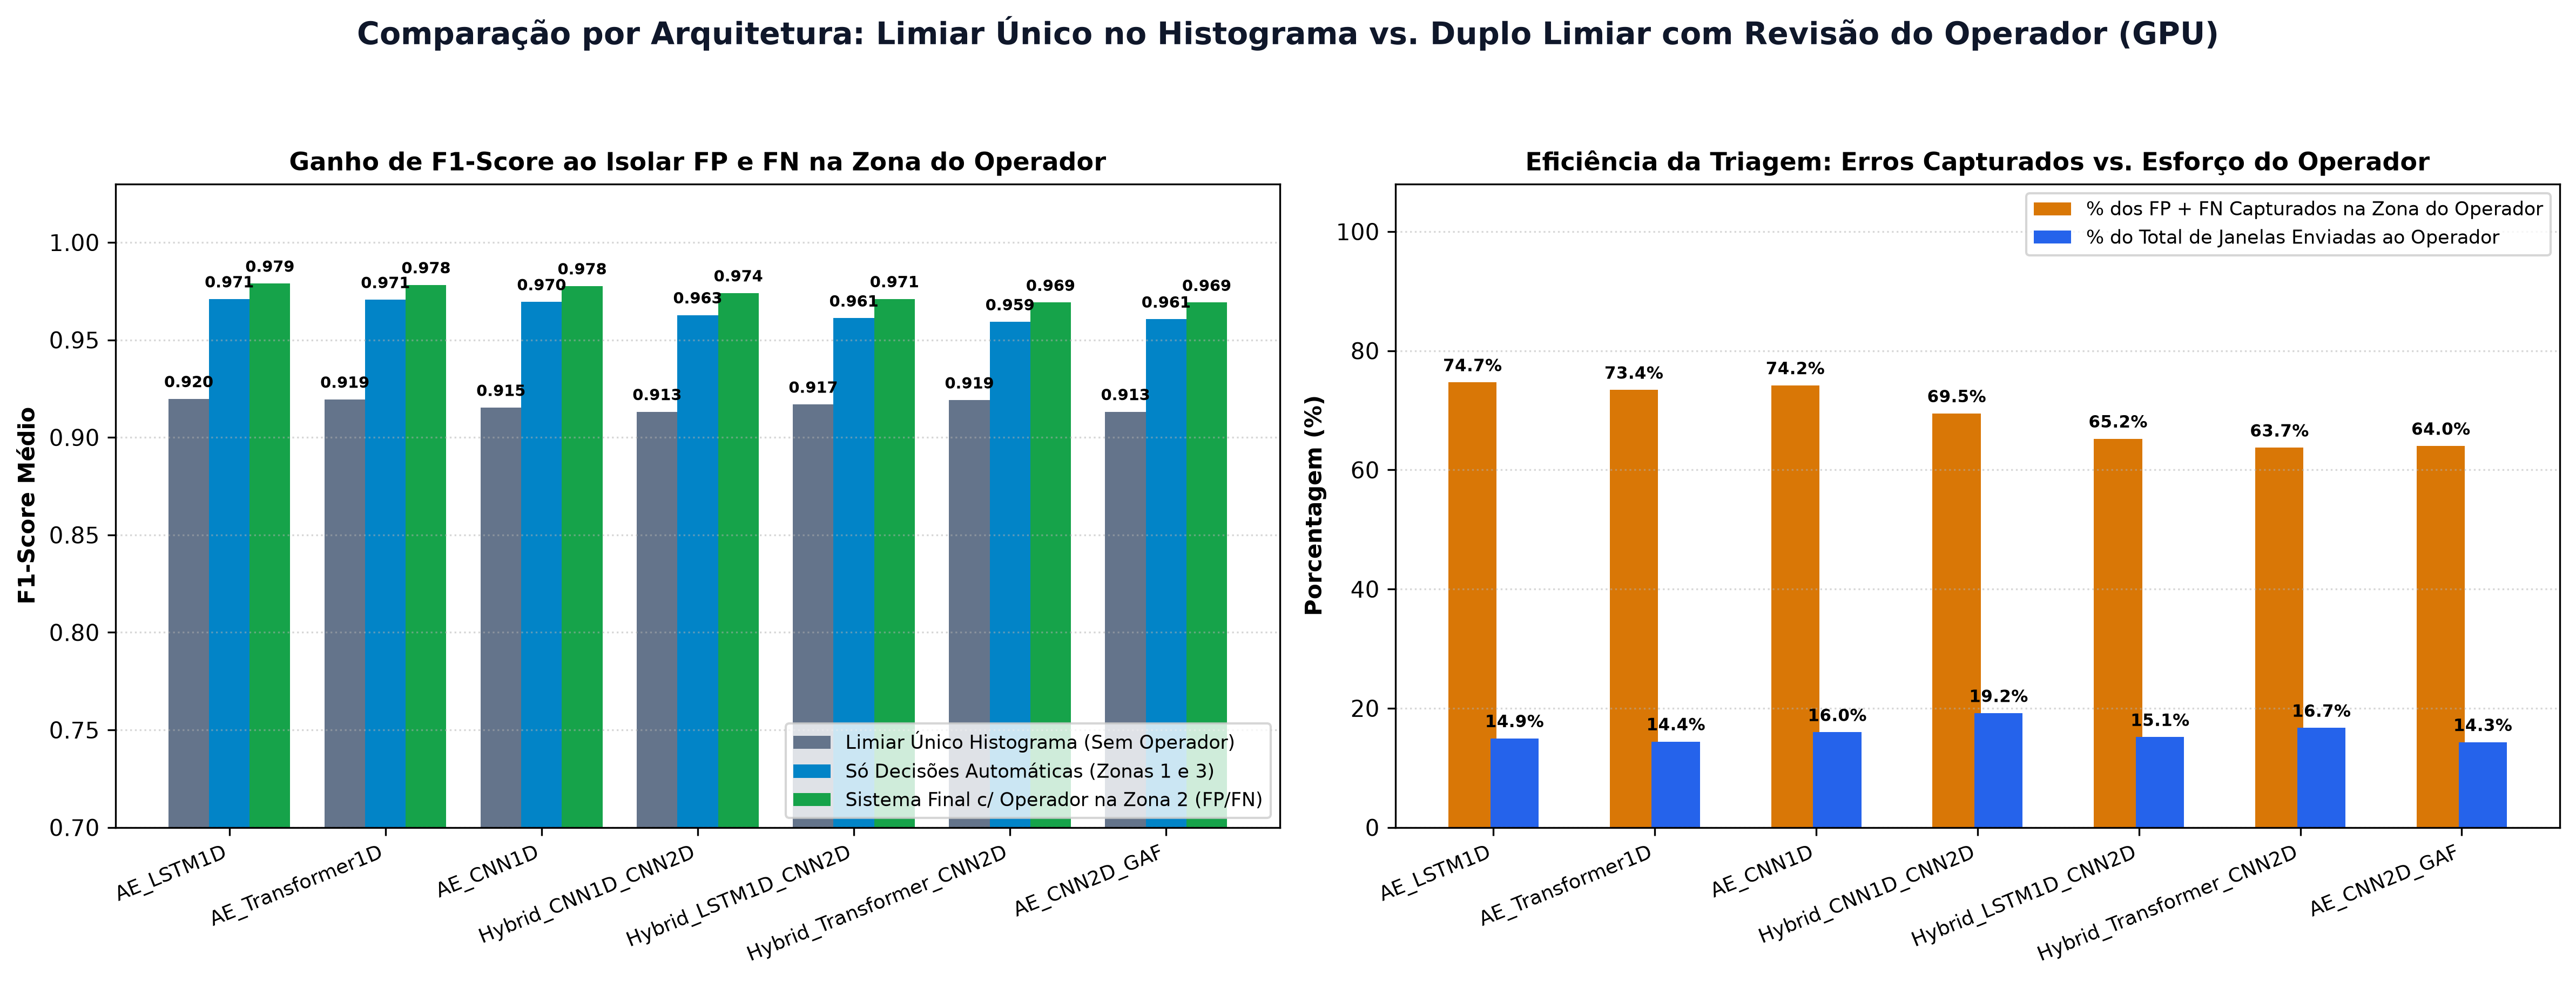 Comparação por Arquitetura: Limiar Único no Histograma vs. Duplo Limiar com Revisão do Operador (GPU)
Ganho de F1-Score ao Isolar FP e FN na Zona do Operador
F1-Score Médio
1.00
0.95
0.90
0.85
0.80
0.75
0.70
0.920
0.971
0.979
0.919
0.971
0.978
0.915
0.970
0.978
0.913
0.963
0.974
0.917
0.961
0.971
0.919
0.959
0.969
0.913
0.961
0.969
Limiar Único Histograma (Sem Operador)
Só Decisões Automáticas (Zonas 1 e 3)
Sistema Final c/ Operador na Zona 2 (FP/FN)
AE_LSTM1D
AE_Transformer1D
AE_CNN1D
Hybrid_CNN1D_CNN2D
Hybrid_LSTM1D_CNN2D
Hybrid_Transformer_CNN2D
AE_CNN2D_GAF
Eficiência da Triagem: Erros Capturados vs. Esforço do Operador
Porcentagem (%)
100
80
60
40
20
0
% dos FP + FN Capturados na Zona do Operador
% do Total de Janelas Enviadas ao Operador
74.7%
14.9%
73.4%
14.4%
74.2%
16.0%
69.5%
19.2%
65.2%
15.1%
63.7%
16.7%
64.0%
14.3%
AE_LSTM1D
AE_Transformer1D
AE_CNN1D
Hybrid_CNN1D_CNN2D
Hybrid_LSTM1D_CNN2D
Hybrid_Transformer_CNN2D
AE_CNN2D_GAF